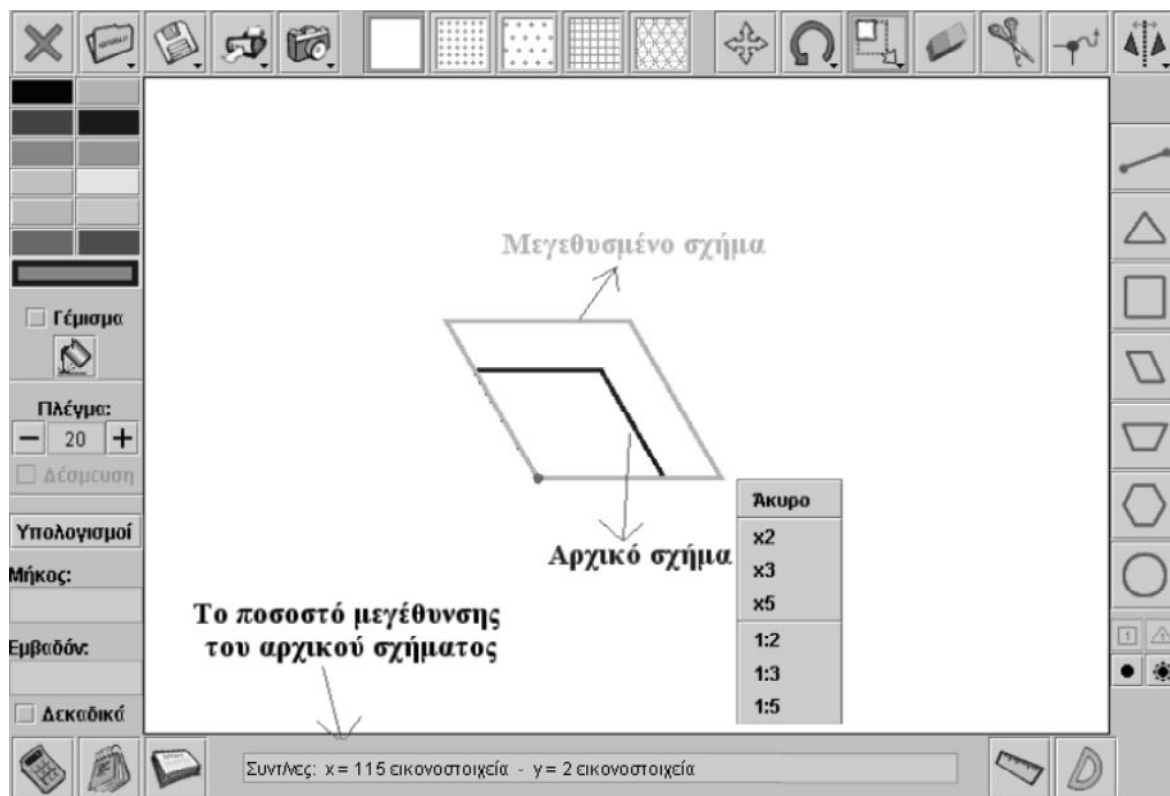 Μεγεθυσμένο σχήμα
Γέμισμα
Πλέγμα:
20
Δέσμευση
Υπολογισμοί
Μήκος:
Εμβαδόν:
Δεκαδικά
Αρχικό σχήμα
Άκυρο
x2
x3
x5
1:2
1:3
1:5
Το ποσοστό μεγέθυνσης
του αρχικού σχήματος
Συντ/νες: x = 115 εικονοστοιχεία - y = 2 εικονοστοιχεία